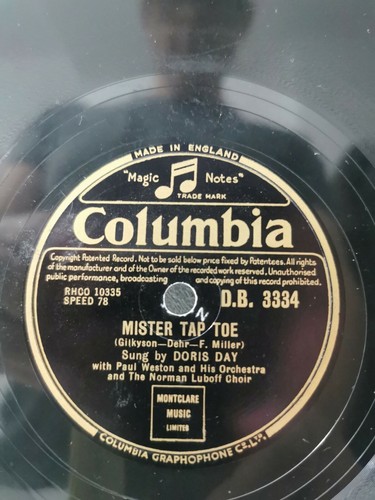 MADE IN ENGLAND
"Magic Notes"
TRADE MARK
Columbia
Copyright Patented Record. Not to be sold below price fixed by Patentees. All rights
of the manufacturer and of the Owner of the recorded work reserved. Unauthorised
public performance, broadcasting and copying of this record prohibited.
RHCO 10335
SPEED 78
D.B. 3334
MISTER TAP TOE
(Gilkyson—Dehr—F. Miller)
Sung by DORIS DAY
with Paul Weston and His Orchestra
and The Norman Luboff Choir
MONTCLARE
MUSIC
LIMITED
COLUMBIA GRAPHOPHONE CO. LTD.